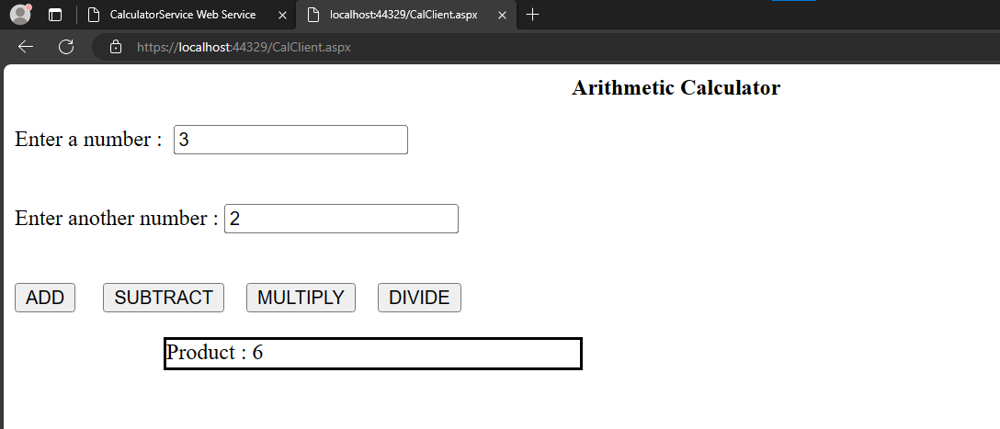 CalculatorService Web Service
localhost:44329/CalClient.aspx
https://localhost:44329/CalClient.aspx
Arithmetic Calculator
Enter a number : 3
Enter another number : 2
ADD SUBTRACT MULTIPLY DIVIDE
Product : 6